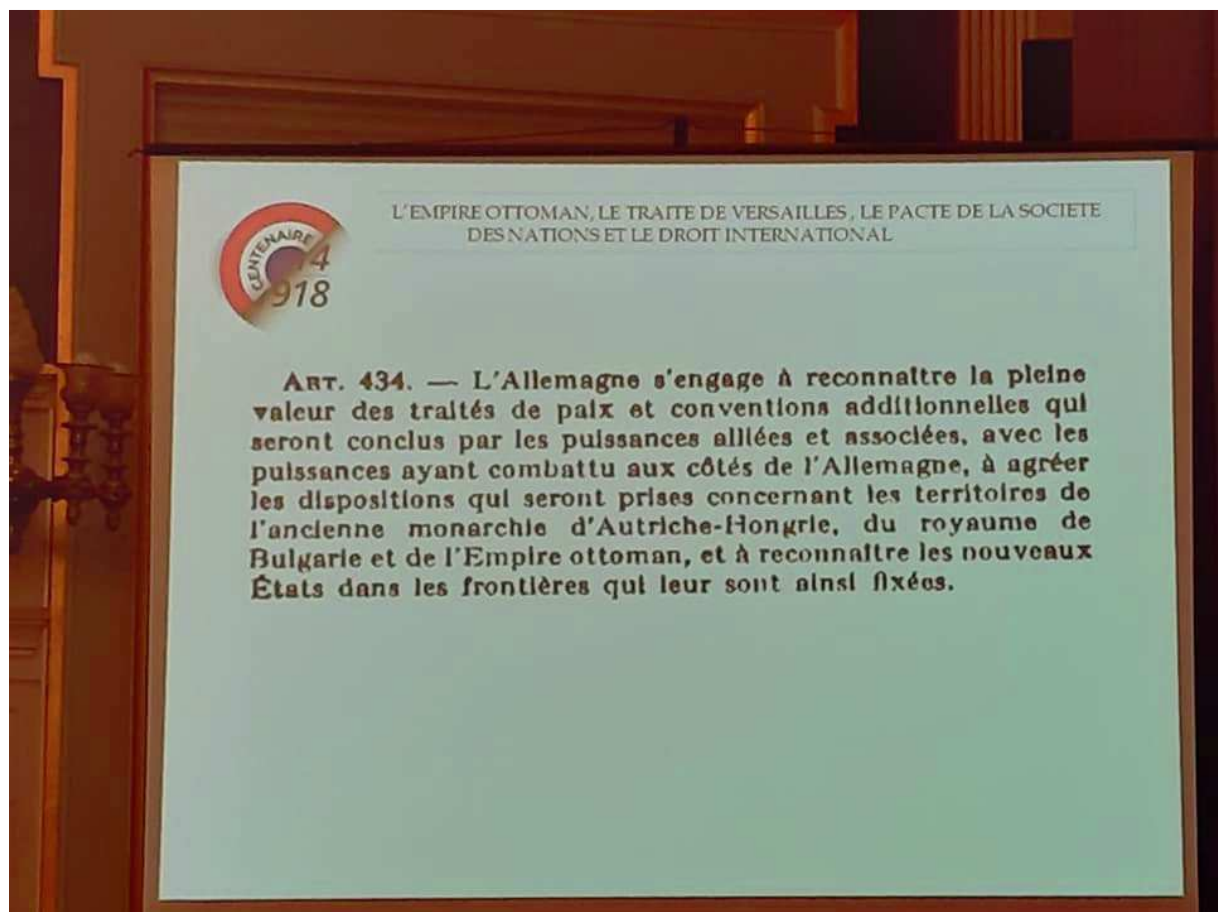 L'EMPIRE OTTOMAN, LE TRAITE DE VERSAILLES , LE PACTE DE LA SOCIETE
DES NATIONS ET LE DROIT INTERNATIONAL
CENTENAIRE
14
918
ART. 434. — L'Allemagne s'engage à reconnaître la pleine
valeur des traités de paix et conventions additionnelles qui
seront conclus par les puissances alliées et associées, avec les
puissances ayant combattu aux côtés de l'Allemagne, à agréer
les dispositions qui seront prises concernant les territoires de
l'ancienne monarchie d'Autriche-Hongrie, du royaume de
Bulgarie et de l'Empire ottoman, et à reconnaître les nouveaux
États dans les frontières qui leur sont ainsi fixées.